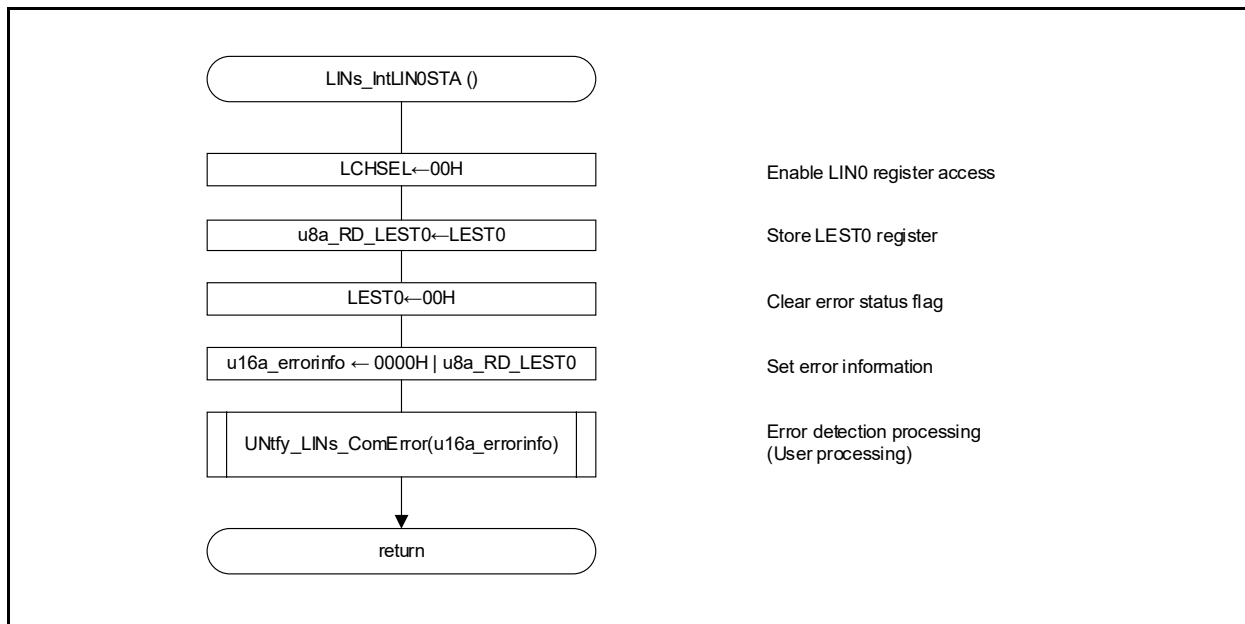 LINs_IntLIN0STA ()
LCHSEL←00H
Enable LIN0 register access
u8a_RD_LEST0←LEST0
Store LEST0 register
LEST0←00H
Clear error status flag
u16a_errorinfo ← 0000H | u8a_RD_LEST0
Set error information
UNtfy_LINs_ComError(u16a_errorinfo)
Error detection processing
(User processing)
return